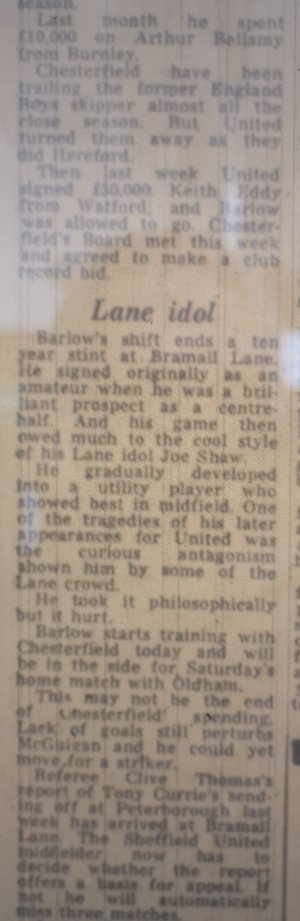 season.
Last month he spent
£10,000 on Arthur Bellamy
from Burnley.
Chesterfield have been
trailing the former England
Boys skipper almost all the
close season. But United
turned them away as they
did Hereford.
Then last week United
signed £50,000 Keith Eddy
from Watford, and Barlow
was allowed to go. Chester-
field's Board met this week
and agreed to make a club
record bid.
Lane idol
Barlow's shift ends a ten
year stint at Bramall Lane.
He signed originally as an
amateur when he was a bril-
liant prospect as a centre-
half. And his game then
owed much to the cool style
of his Lane idol Joe Shaw.
He gradually developed
into a utility player who
showed best in midfield. One
of the tragedies of his later
appearances for United was
the curious antagonism
shown him by some of the
Lane crowd.
He took it philosophically
but it hurt.
Barlow starts training with
Chesterfield today and will
be in the side for Saturday's
home match with Oldham.
This may not be the end
of Chesterfield' spending.
Lack of goals still perturbs
McGuigan and he could yet
move for a striker.
Referee Clive Thomas's
report of Tony Currie's send-
ing off at Peterborough last
week has arrived at Bramall
Lane. The Sheffield United
midfielder now has to
decide whether the report
offers a basis for appeal. If
not he will automatically
miss three matches.